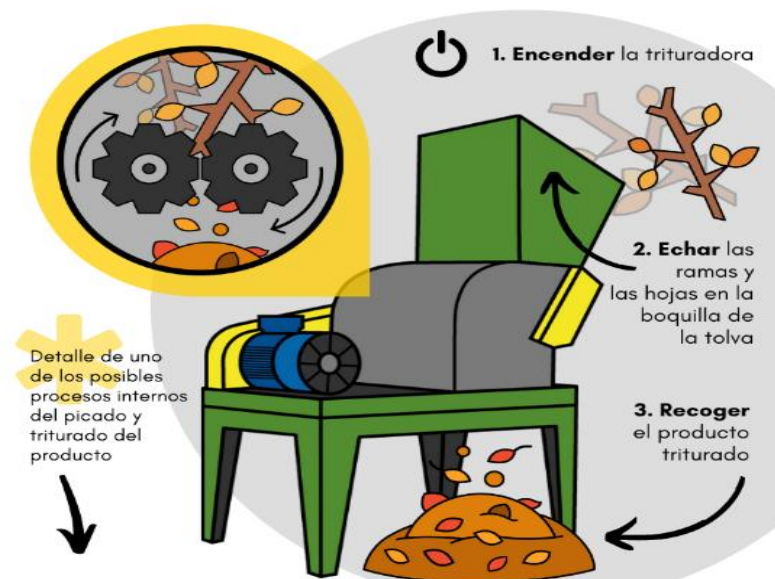 1. Encender la trituradora
2. Echar las
ramas y
las hojas en la
boquilla de
la tolva
Detalle de uno
de los posibles
procesos internos
del picado y
triturado del
producto
3. Recoger
el producto
triturado